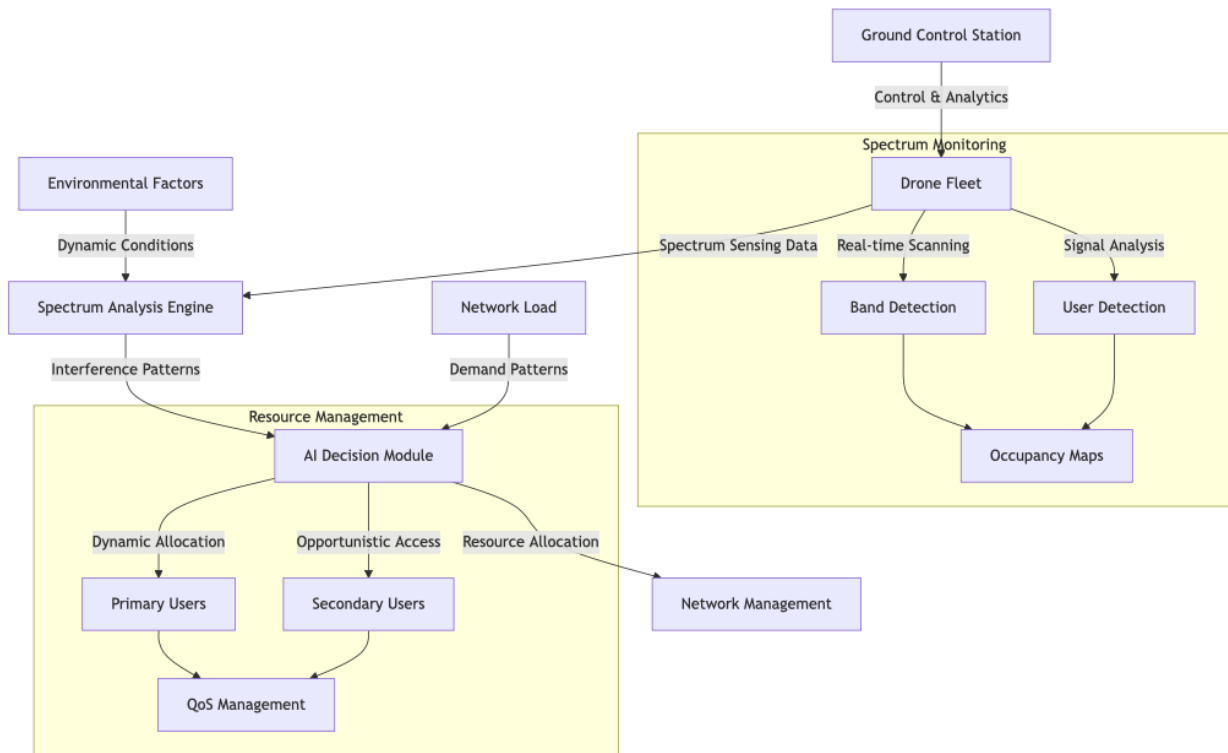 Ground Control Station
Control & Analytics
Spectrum Monitoring
Environmental Factors
Drone Fleet
Dynamic Conditions
Spectrum Sensing Data
Real-time Scanning
Signal Analysis
Spectrum Analysis Engine
Network Load
Band Detection
User Detection
Interference Patterns
Demand Patterns
Resource Management
AI Decision Module
Occupancy Maps
Dynamic Allocation
Opportunistic Access
Resource Allocation
Primary Users
Secondary Users
Network Management
QoS Management